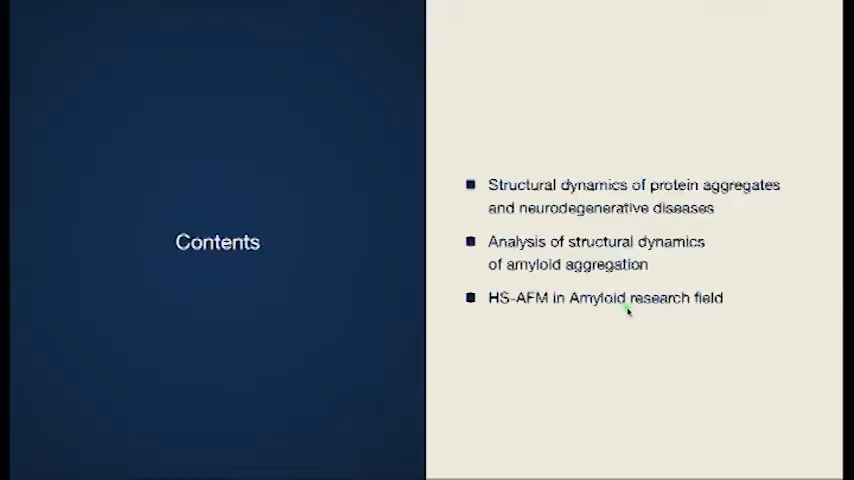 Contents
Structural dynamics of protein aggregates
and neurodegenerative diseases
Analysis of structural dynamics
of amyloid aggregation
HS-AFM in Amyloid research field